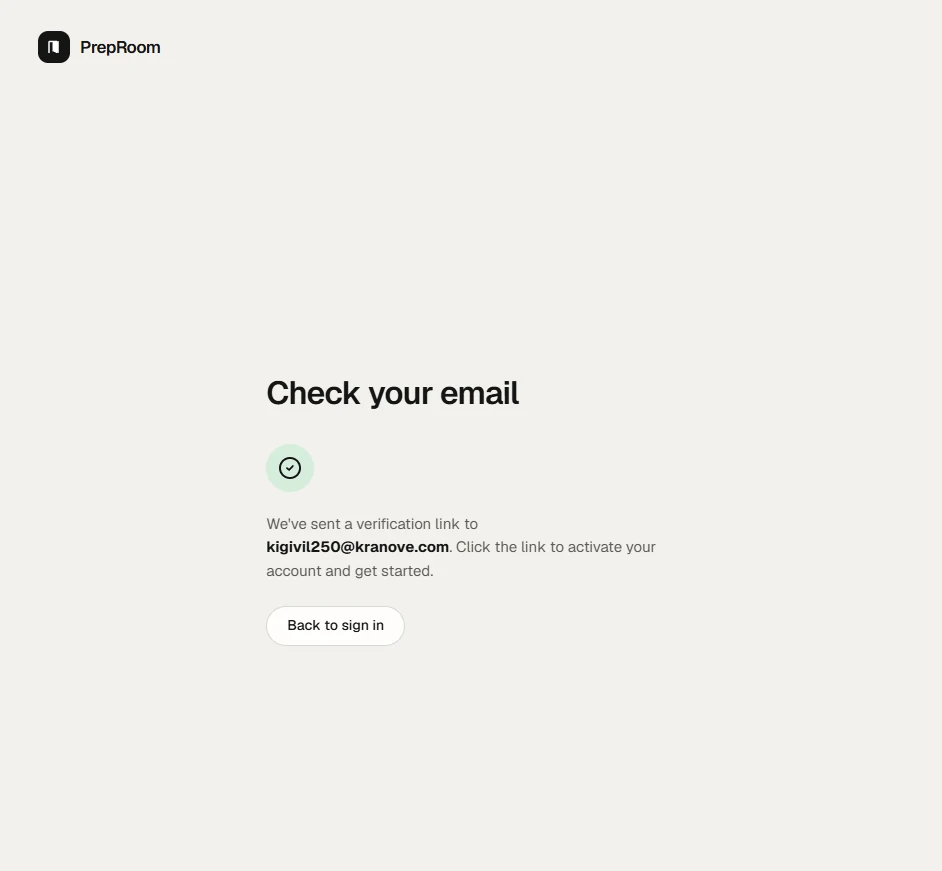 PrepRoom
Check your email
We've sent a verification link to
kigivil250@kranove.com. Click the link to activate your
account and get started.
Back to sign in